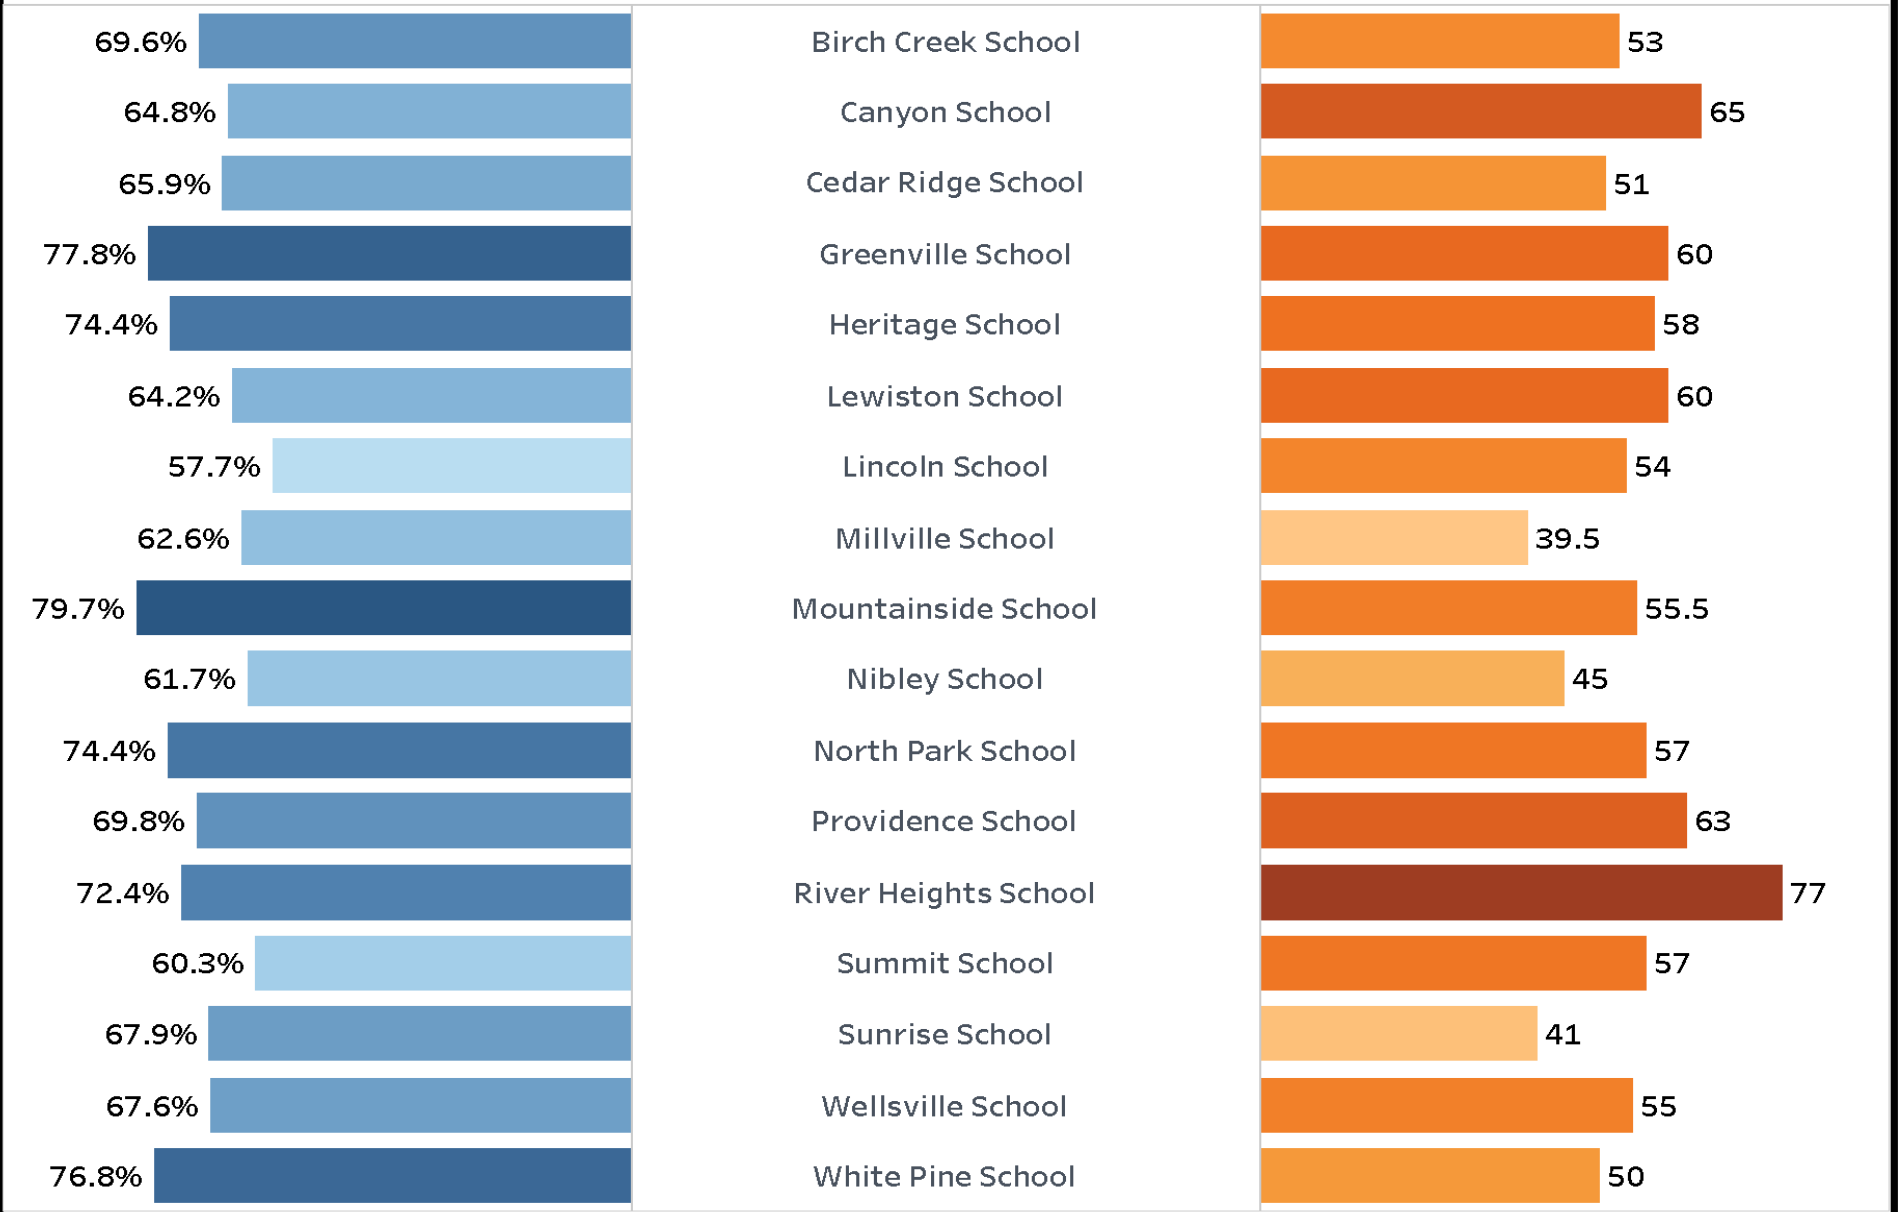 69.6% Birch Creek School 53
64.8% Canyon School 65
65.9% Cedar Ridge School 51
77.8% Greenville School 60
74.4% Heritage School 58
64.2% Lewiston School 60
57.7% Lincoln School 54
62.6% Millville School 39.5
79.7% Mountainside School 55.5
61.7% Nibley School 45
74.4% North Park School 57
69.8% Providence School 63
72.4% River Heights School 77
60.3% Summit School 57
67.9% Sunrise School 41
67.6% Wellsville School 55
76.8% White Pine School 50